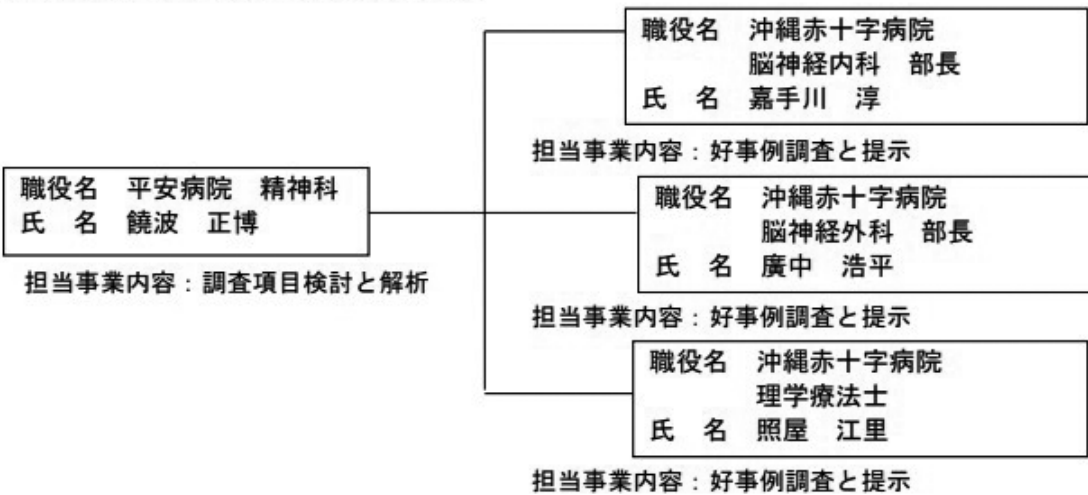 職役名　沖縄赤十字病院
脳神経内科　部長
氏　名　嘉手川　淳
担当事業内容：好事例調査と提示
職役名　平安病院　精神科
氏　名　饒波　正博
担当事業内容：調査項目検討と解析
職役名　沖縄赤十字病院
脳神経外科　部長
氏　名　廣中　浩平
担当事業内容：好事例調査と提示
職役名　沖縄赤十字病院
理学療法士
氏　名　照屋　江里
担当事業内容：好事例調査と提示